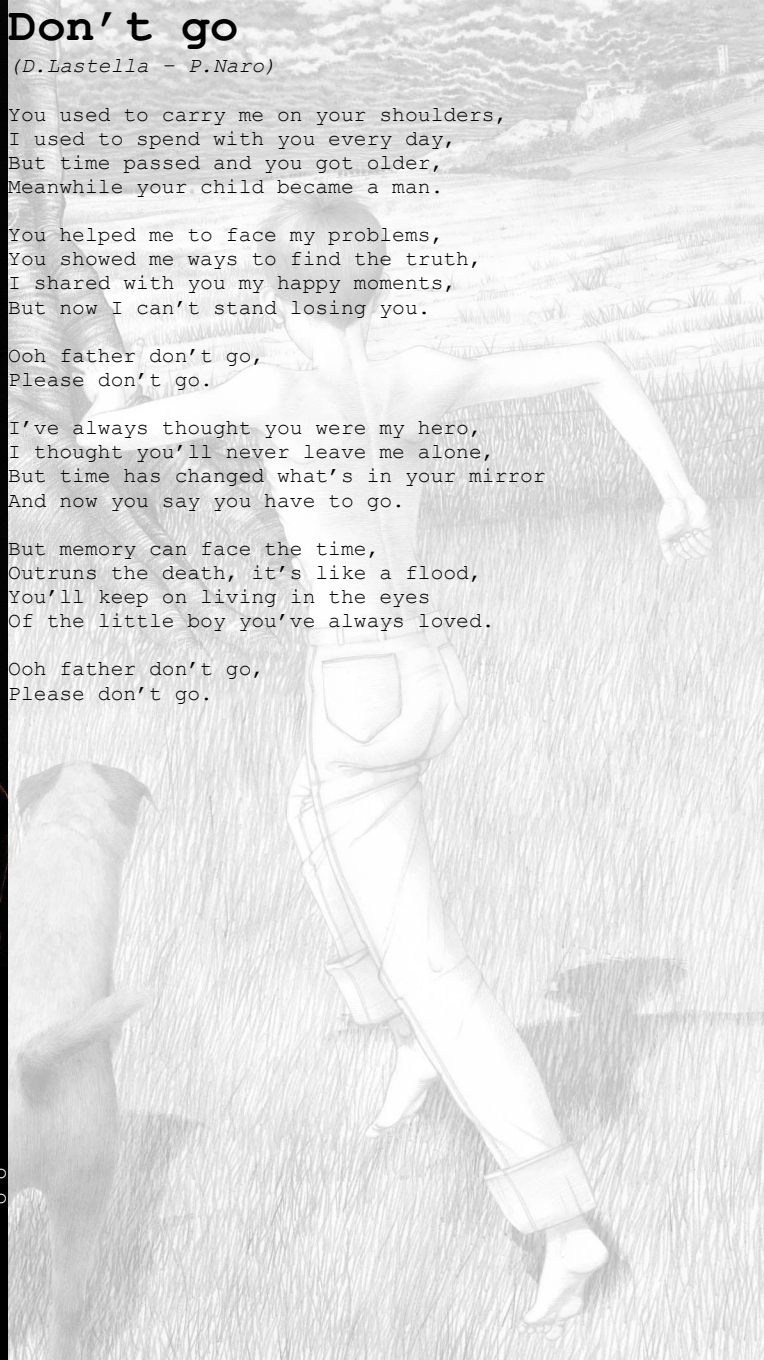 Don't go
(D.Lastella – P.Naro)
You used to carry me on your shoulders,
I used to spend with you every day,
But time passed and you got older,
Meanwhile your child became a man.
You helped me to face my problems,
You showed me ways to find the truth,
I shared with you my happy moments,
But now I can't stand losing you.
Ooh father don't go,
Please don't go.
I've always thought you were my hero,
I thought you'll never leave me alone,
But time has changed what's in your mirror
And now you say you have to go.
But memory can face the time,
Outruns the death, it's like a flood,
You'll keep on living in the eyes
Of the little boy you've always loved.
Ooh father don't go,
Please don't go.